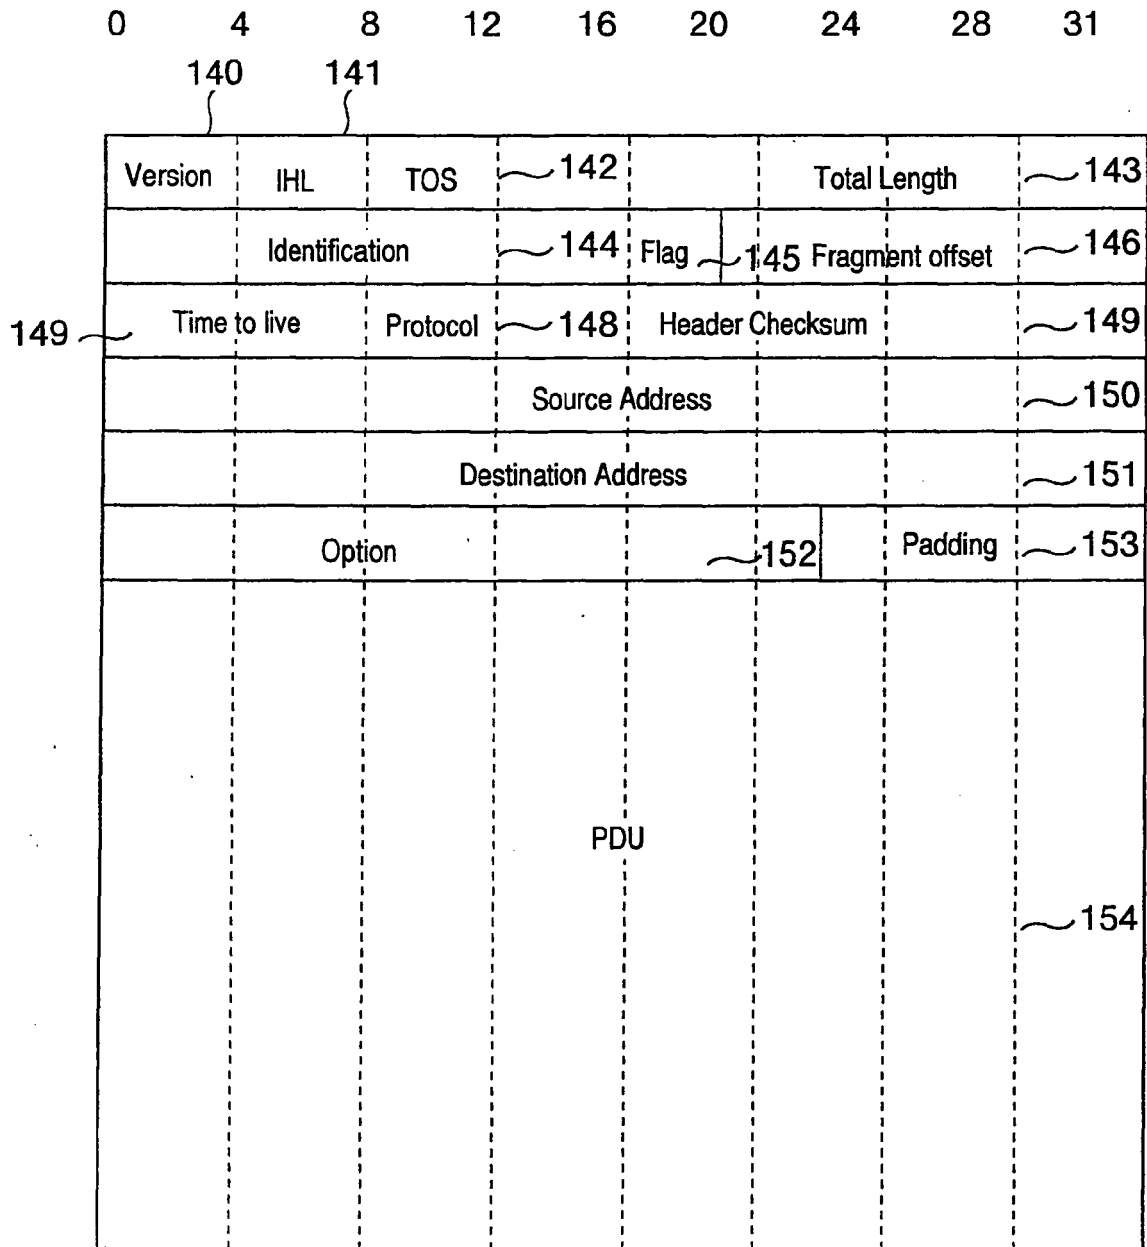 0 4 8 12 16 20 24 28 31
140 141
Version IHL TOS 142 Total Length 143
Identification 144 Flag 145 Fragment offset 146
149 Time to live Protocol 148 Header Checksum 149
Source Address 150
Destination Address 151
Option 152 Padding 153
PDU
154